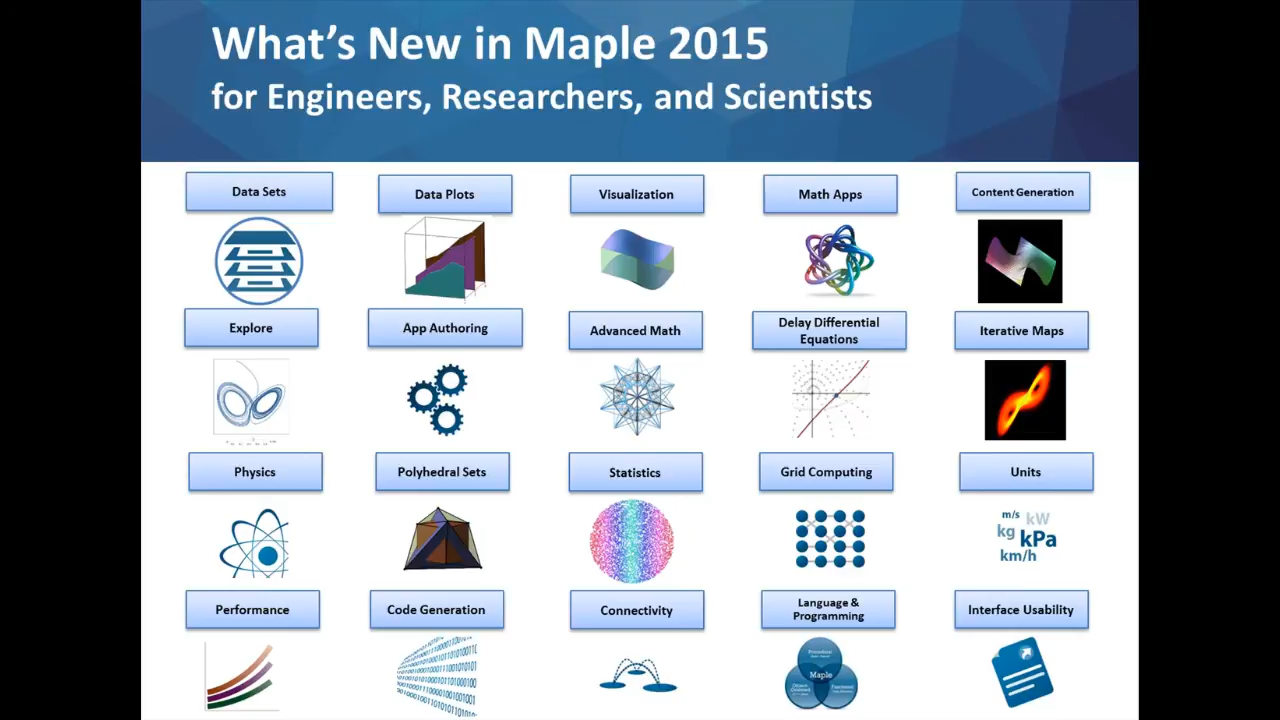 What's New in Maple 2015
for Engineers, Researchers, and Scientists
Data Sets
Data Plots
Visualization
Math Apps
Content Generation
Explore
App Authoring
Advanced Math
Delay Differential
Equations
Iterative Maps
Physics
Polyhedral Sets
Statistics
Grid Computing
Units
m/s kW
kg kPa
km/h
Performance
Code Generation
Connectivity
Language &
Programming
Interface Usability
Procedural
Maple
Functional